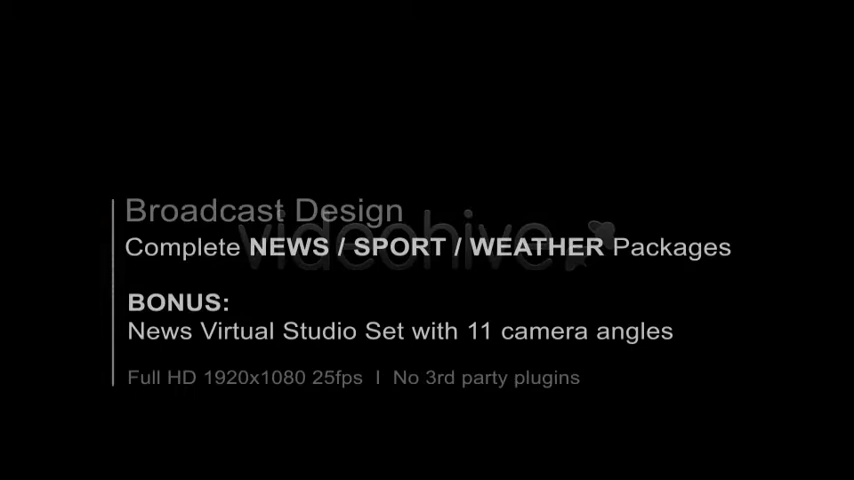 Broadcast Design
videohive
Complete NEWS / SPORT / WEATHER Packages
BONUS:
News Virtual Studio Set with 11 camera angles
Full HD 1920x1080 25fps I No 3rd party plugins